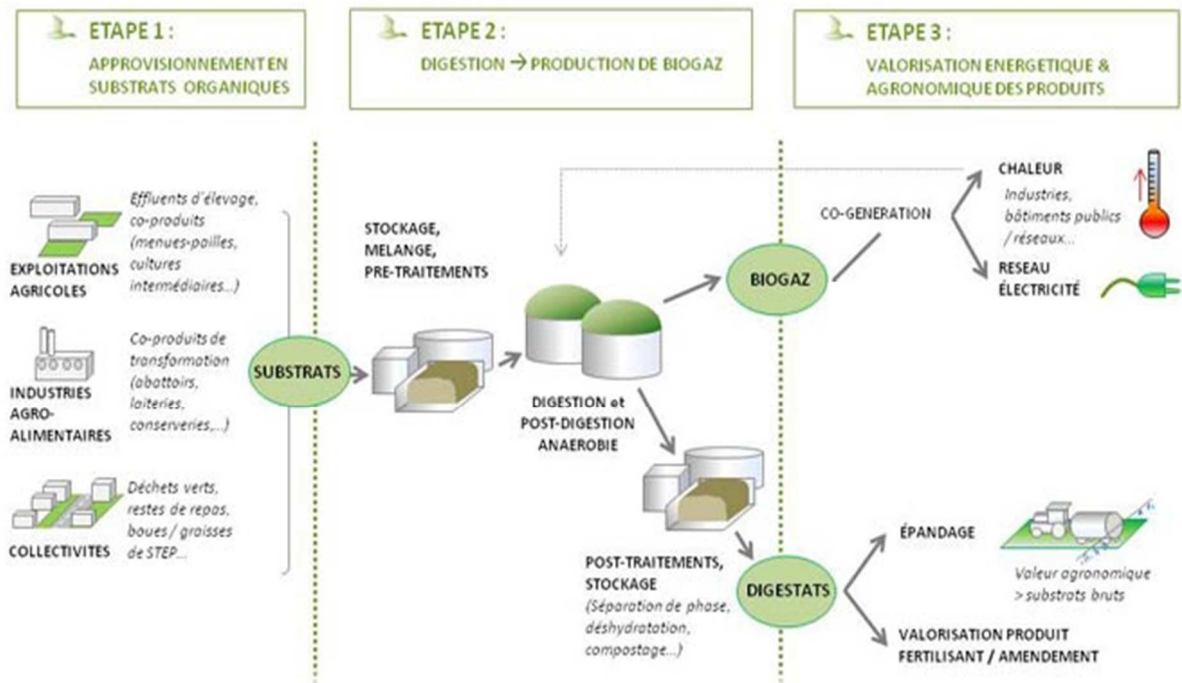 ETAPE 1 :
APPROVISIONNEMENT EN
SUBSTRATS ORGANIQUES
ETAPE 2 :
DIGESTION → PRODUCTION DE BIOGAZ
ETAPE 3 :
VALORISATION ENERGETIQUE &
AGRONOMIQUE DES PRODUITS
Effluents d'élevage,
co-produits
(menues-pailles,
cultures
intermédiaires...)
EXPLOITATIONS
AGRICOLES
Co-produits de
transformation
(abattoirs,
laiteries,
conserveries,...)
INDUSTRIES
AGRO-
ALIMENTAIRES
Déchets verts,
restes de repas,
boues / graisses
de STEP...
COLLECTIVITES
SUBSTRATS
STOCKAGE,
MELANGE,
PRE-TRAITEMENTS
DIGESTION et
POST-DIGESTION
ANAEROBIE
POST-TRAITEMENTS,
STOCKAGE
(Séparation de phase,
déshydratation,
compostage...)
BIOGAZ
DIGESTATS
CO-GENERATION
CHALEUR
Industries,
bâtiments publics
/ réseaux...
RESEAU
ÉLECTRICITÉ
ÉPANDAGE
Valeur agronomique
> substrats bruts
VALORISATION PRODUIT
FERTILISANT / AMENDEMENT